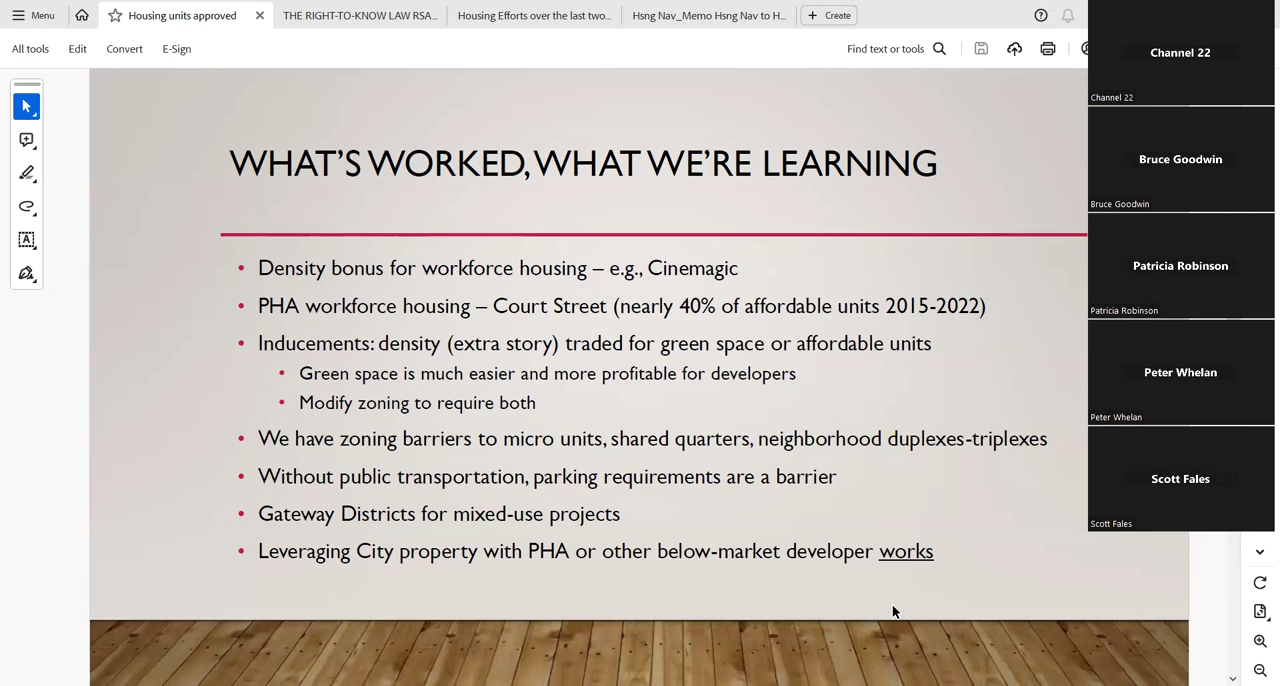 Menu
Housing units approved
THE RIGHT-TO-KNOW LAW RSA...
Housing Efforts over the last two...
Hsng Nav_Memo Hsng Nav to H...
+ Create
All tools Edit Convert E-Sign
Find text or tools
WHAT'S WORKED, WHAT WE'RE LEARNING
• Density bonus for workforce housing – e.g., Cinemagic
• PHA workforce housing – Court Street (nearly 40% of affordable units 2015-2022)
• Inducements: density (extra story) traded for green space or affordable units
• Green space is much easier and more profitable for developers
• Modify zoning to require both
• We have zoning barriers to micro units, shared quarters, neighborhood duplexes-triplexes
• Without public transportation, parking requirements are a barrier
• Gateway Districts for mixed-use projects
• Leveraging City property with PHA or other below-market developer works
Channel 22
Channel 22
Bruce Goodwin
Bruce Goodwin
Patricia Robinson
Patricia Robinson
Peter Whelan
Peter Whelan
Scott Fales
Scott Fales